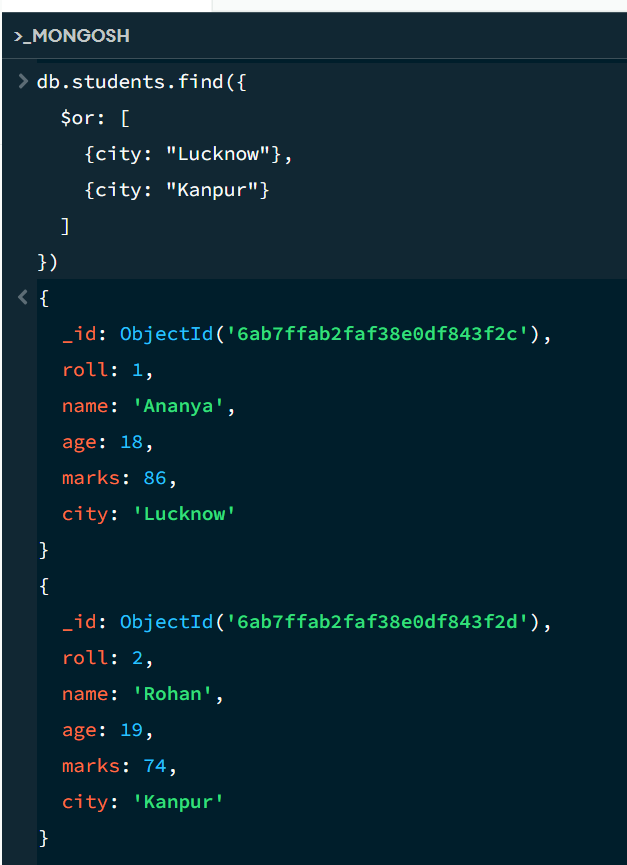 >_MONGOSH
> db.students.find({
$or: [
{city: "Lucknow"},
{city: "Kanpur"}
]
})
< {
_id: ObjectId('6ab7ffab2faf38e0df843f2c'),
roll: 1,
name: 'Ananya',
age: 18,
marks: 86,
city: 'Lucknow'
}
{
_id: ObjectId('6ab7ffab2faf38e0df843f2d'),
roll: 2,
name: 'Rohan',
age: 19,
marks: 74,
city: 'Kanpur'
}